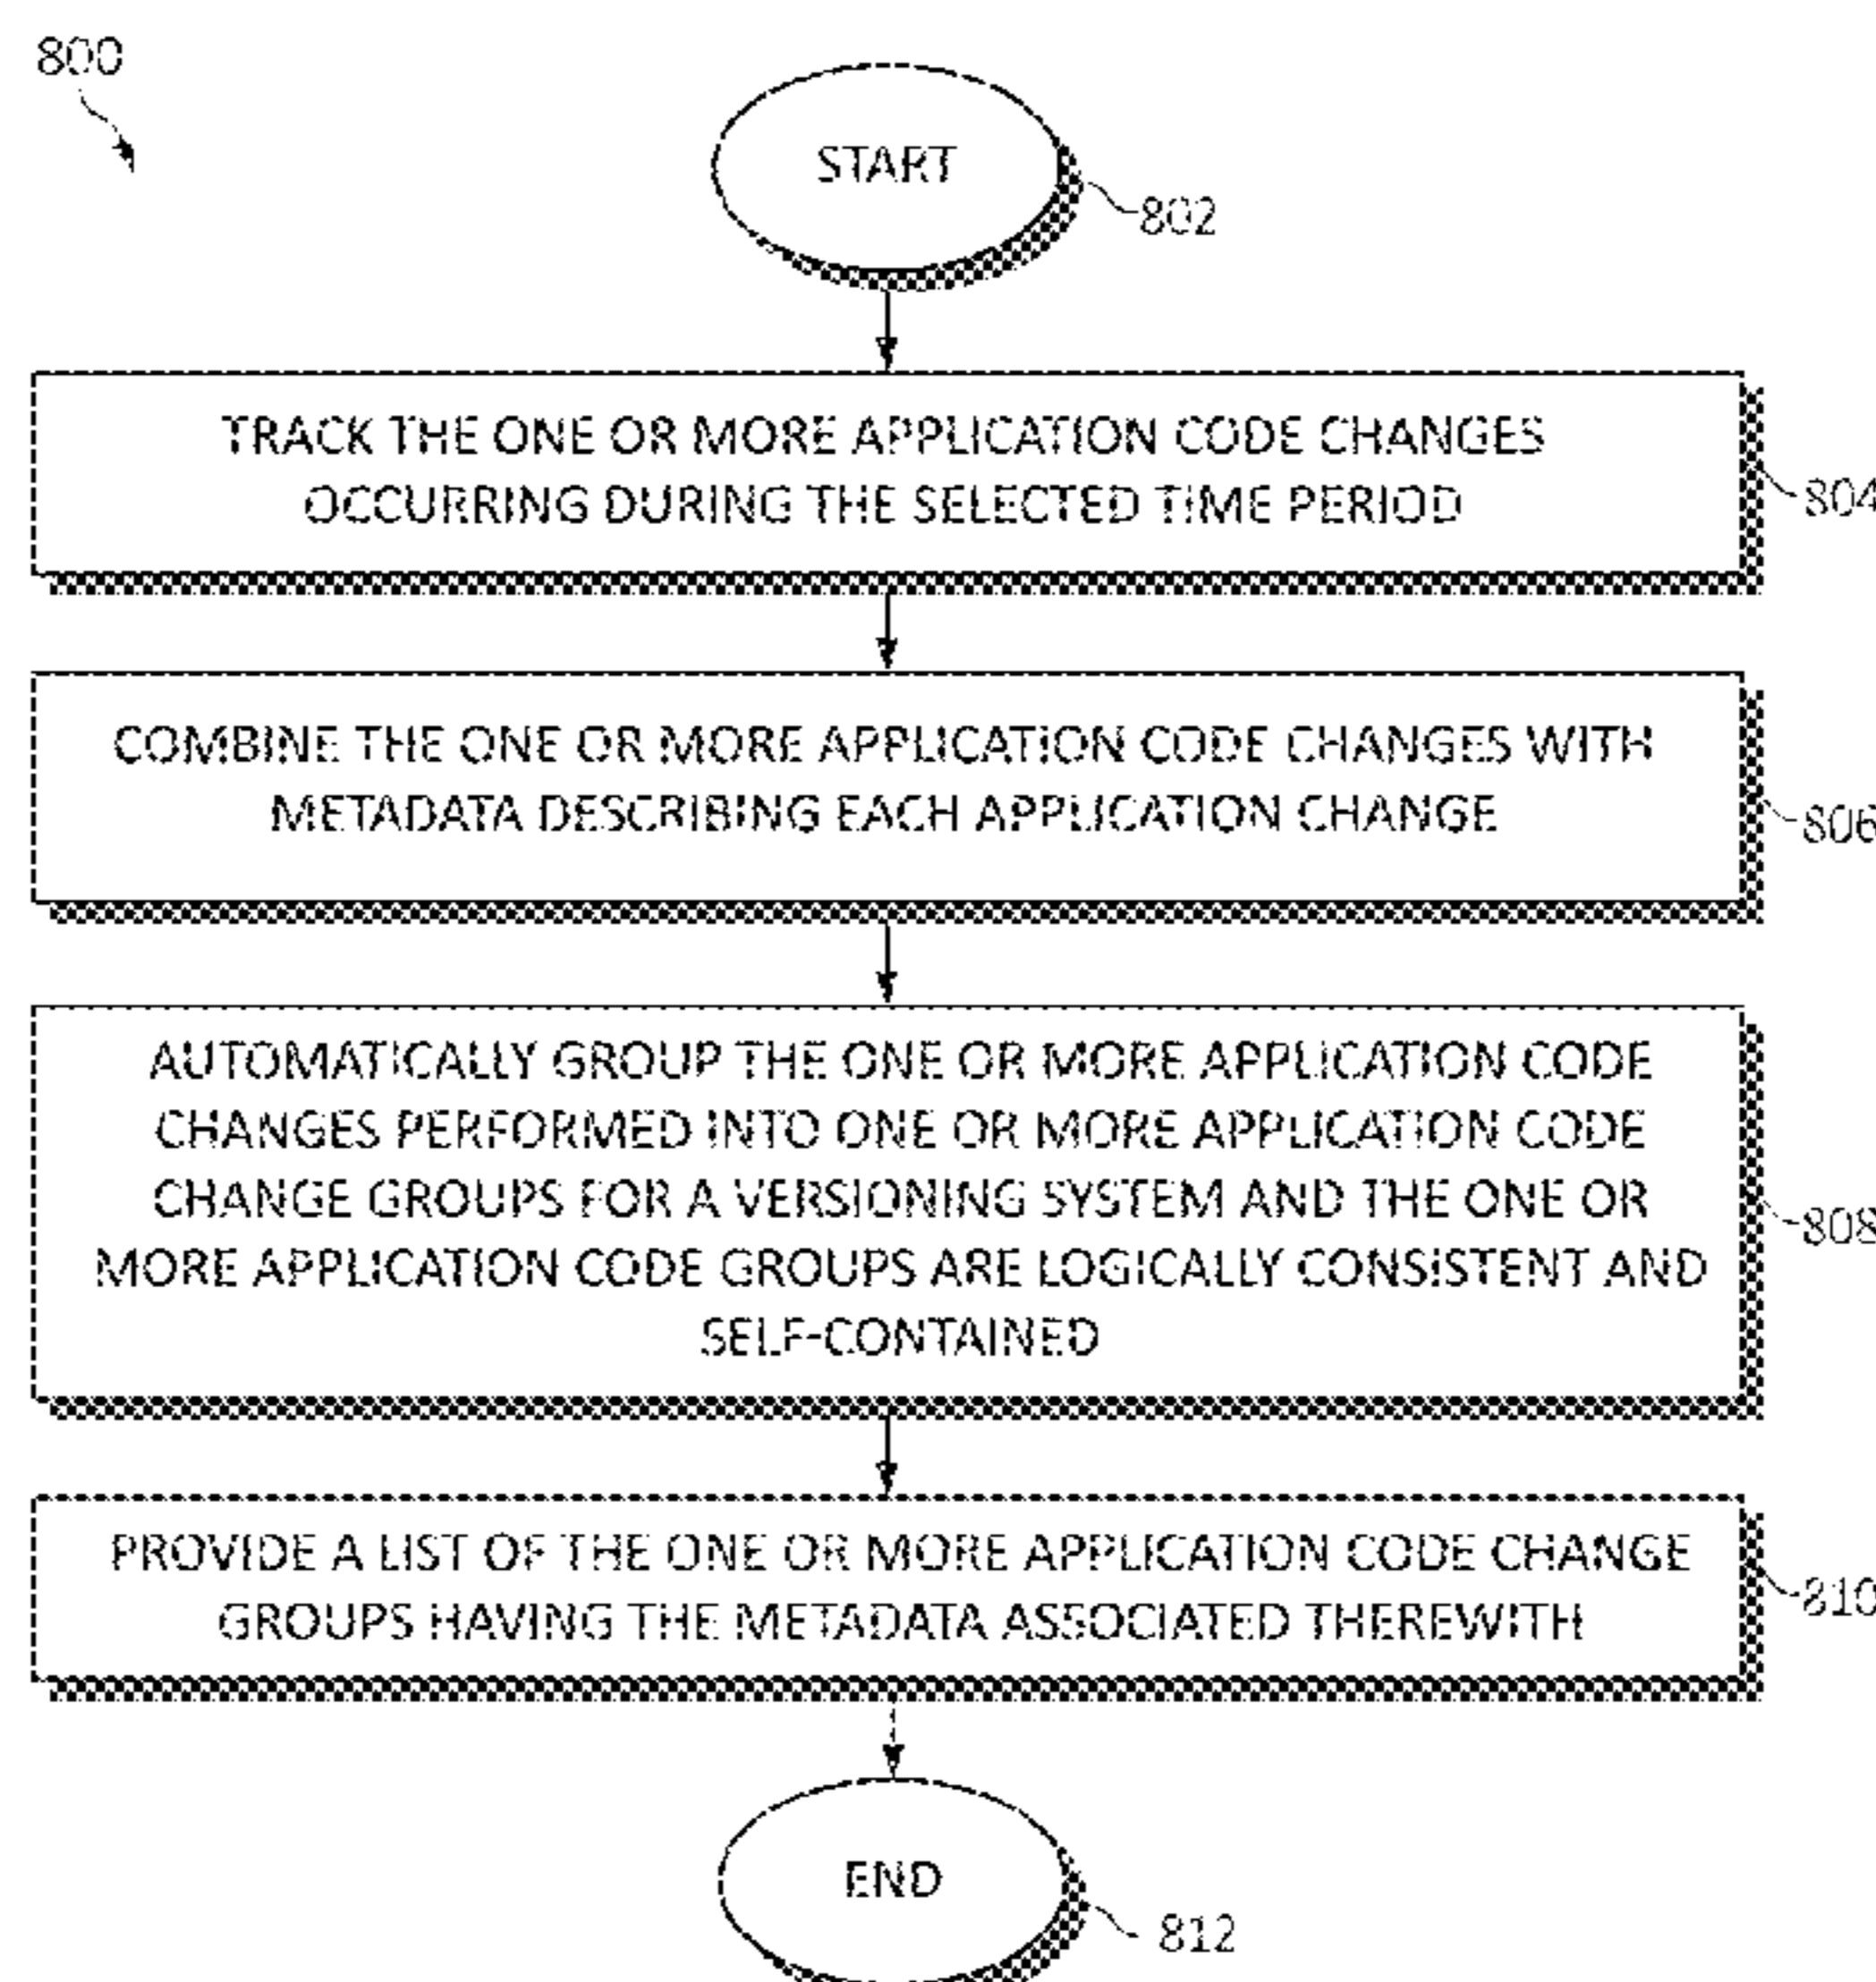 800
START
802
TRACK THE ONE OR MORE APPLICATION CODE CHANGES
OCCURRING DURING THE SELECTED TIME PERIOD
804
COMBINE THE ONE OR MORE APPLICATION CODE CHANGES WITH
METADATA DESCRIBING EACH APPLICATION CHANGE
806
AUTOMATICALLY GROUP THE ONE OR MORE APPLICATION CODE
CHANGES PERFORMED INTO ONE OR MORE APPLICATION CODE
CHANGE GROUPS FOR A VERSIONING SYSTEM AND THE ONE OR
MORE APPLICATION CODE GROUPS ARE LOGICALLY CONSISTENT AND
SELF-CONTAINED
808
PROVIDE A LIST OF THE ONE OR MORE APPLICATION CODE CHANGE
GROUPS HAVING THE METADATA ASSOCIATED THEREWITH
810
END
812